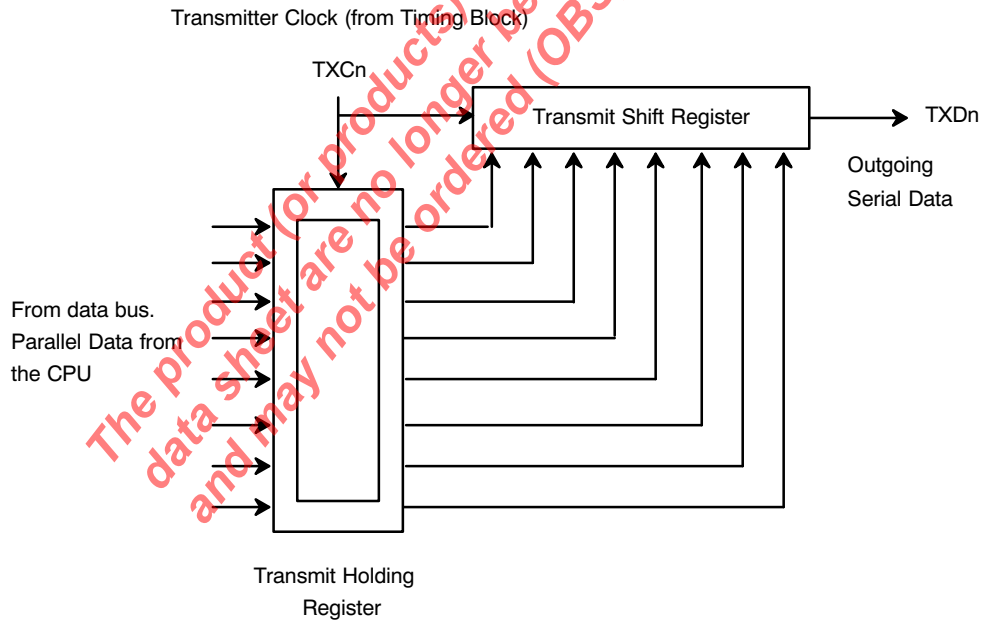 Transmitter Clock (from Timing Block)
TXCn
Transmit Shift Register
TXDn
Outgoing
Serial Data
From data bus.
Parallel Data from
the CPU
Transmit Holding
Register
The product (or products)
data sheet are no longer be
and may not be ordered (OBS